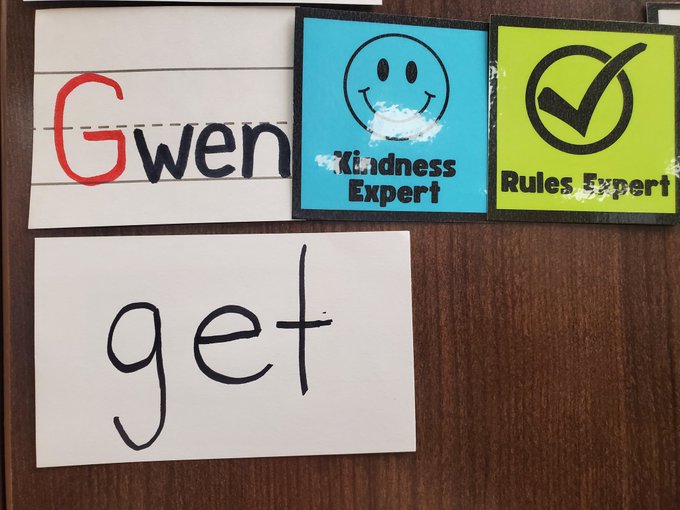 Gwen
Kindness
Expert
Rules Expert
get